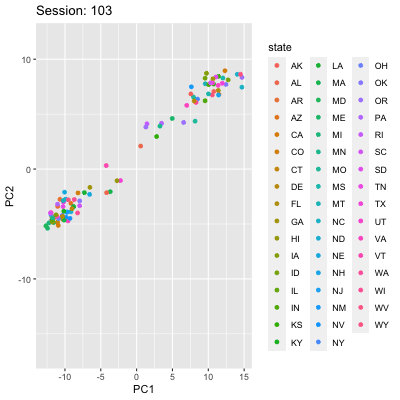 Session: 103
10
0
-10
PC2
-10
-5
0
5
10
15
PC1
state
AK
AL
AR
AZ
CA
CO
CT
DE
FL
GA
HI
IA
ID
IL
IN
KS
KY
LA
MA
MD
ME
MI
MN
MO
MS
MT
NC
ND
NE
NH
NJ
NM
NV
NY
OH
OK
OR
PA
RI
SC
SD
TN
TX
UT
VA
VT
WA
WI
WV
WY